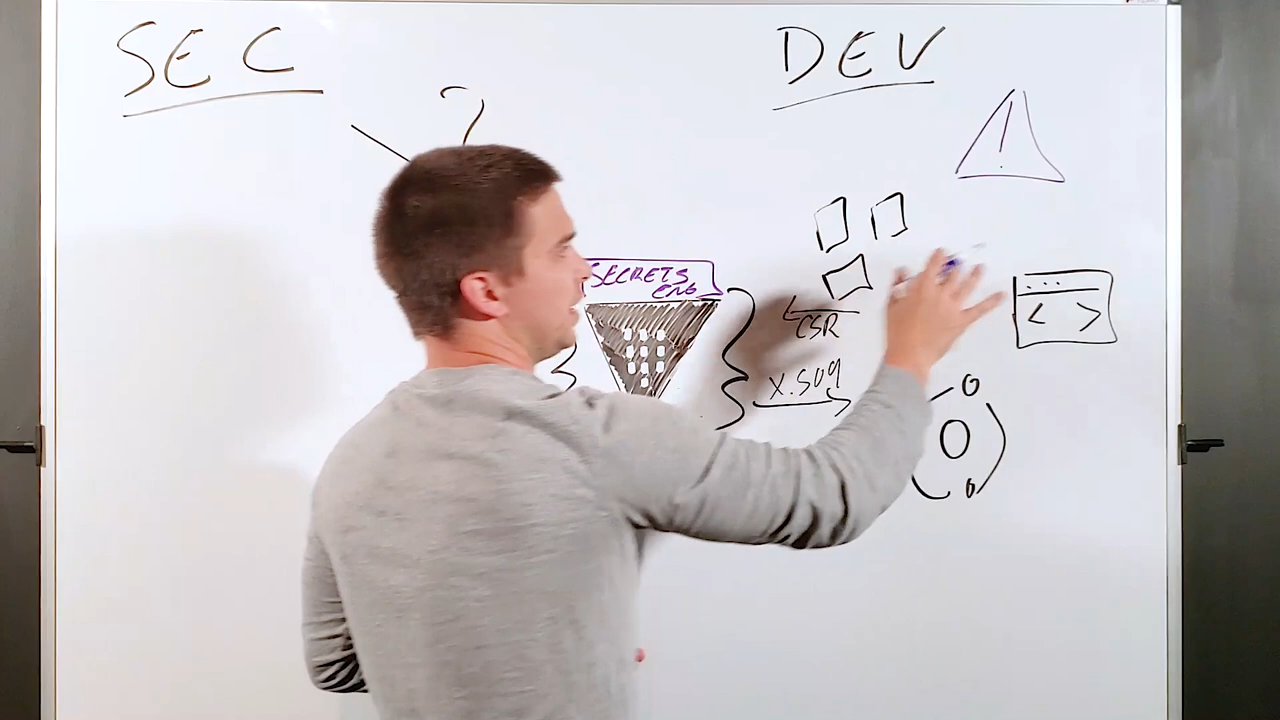 SEC
DEV
?
!
SECRETS
ENG
CSR
X.509
< >